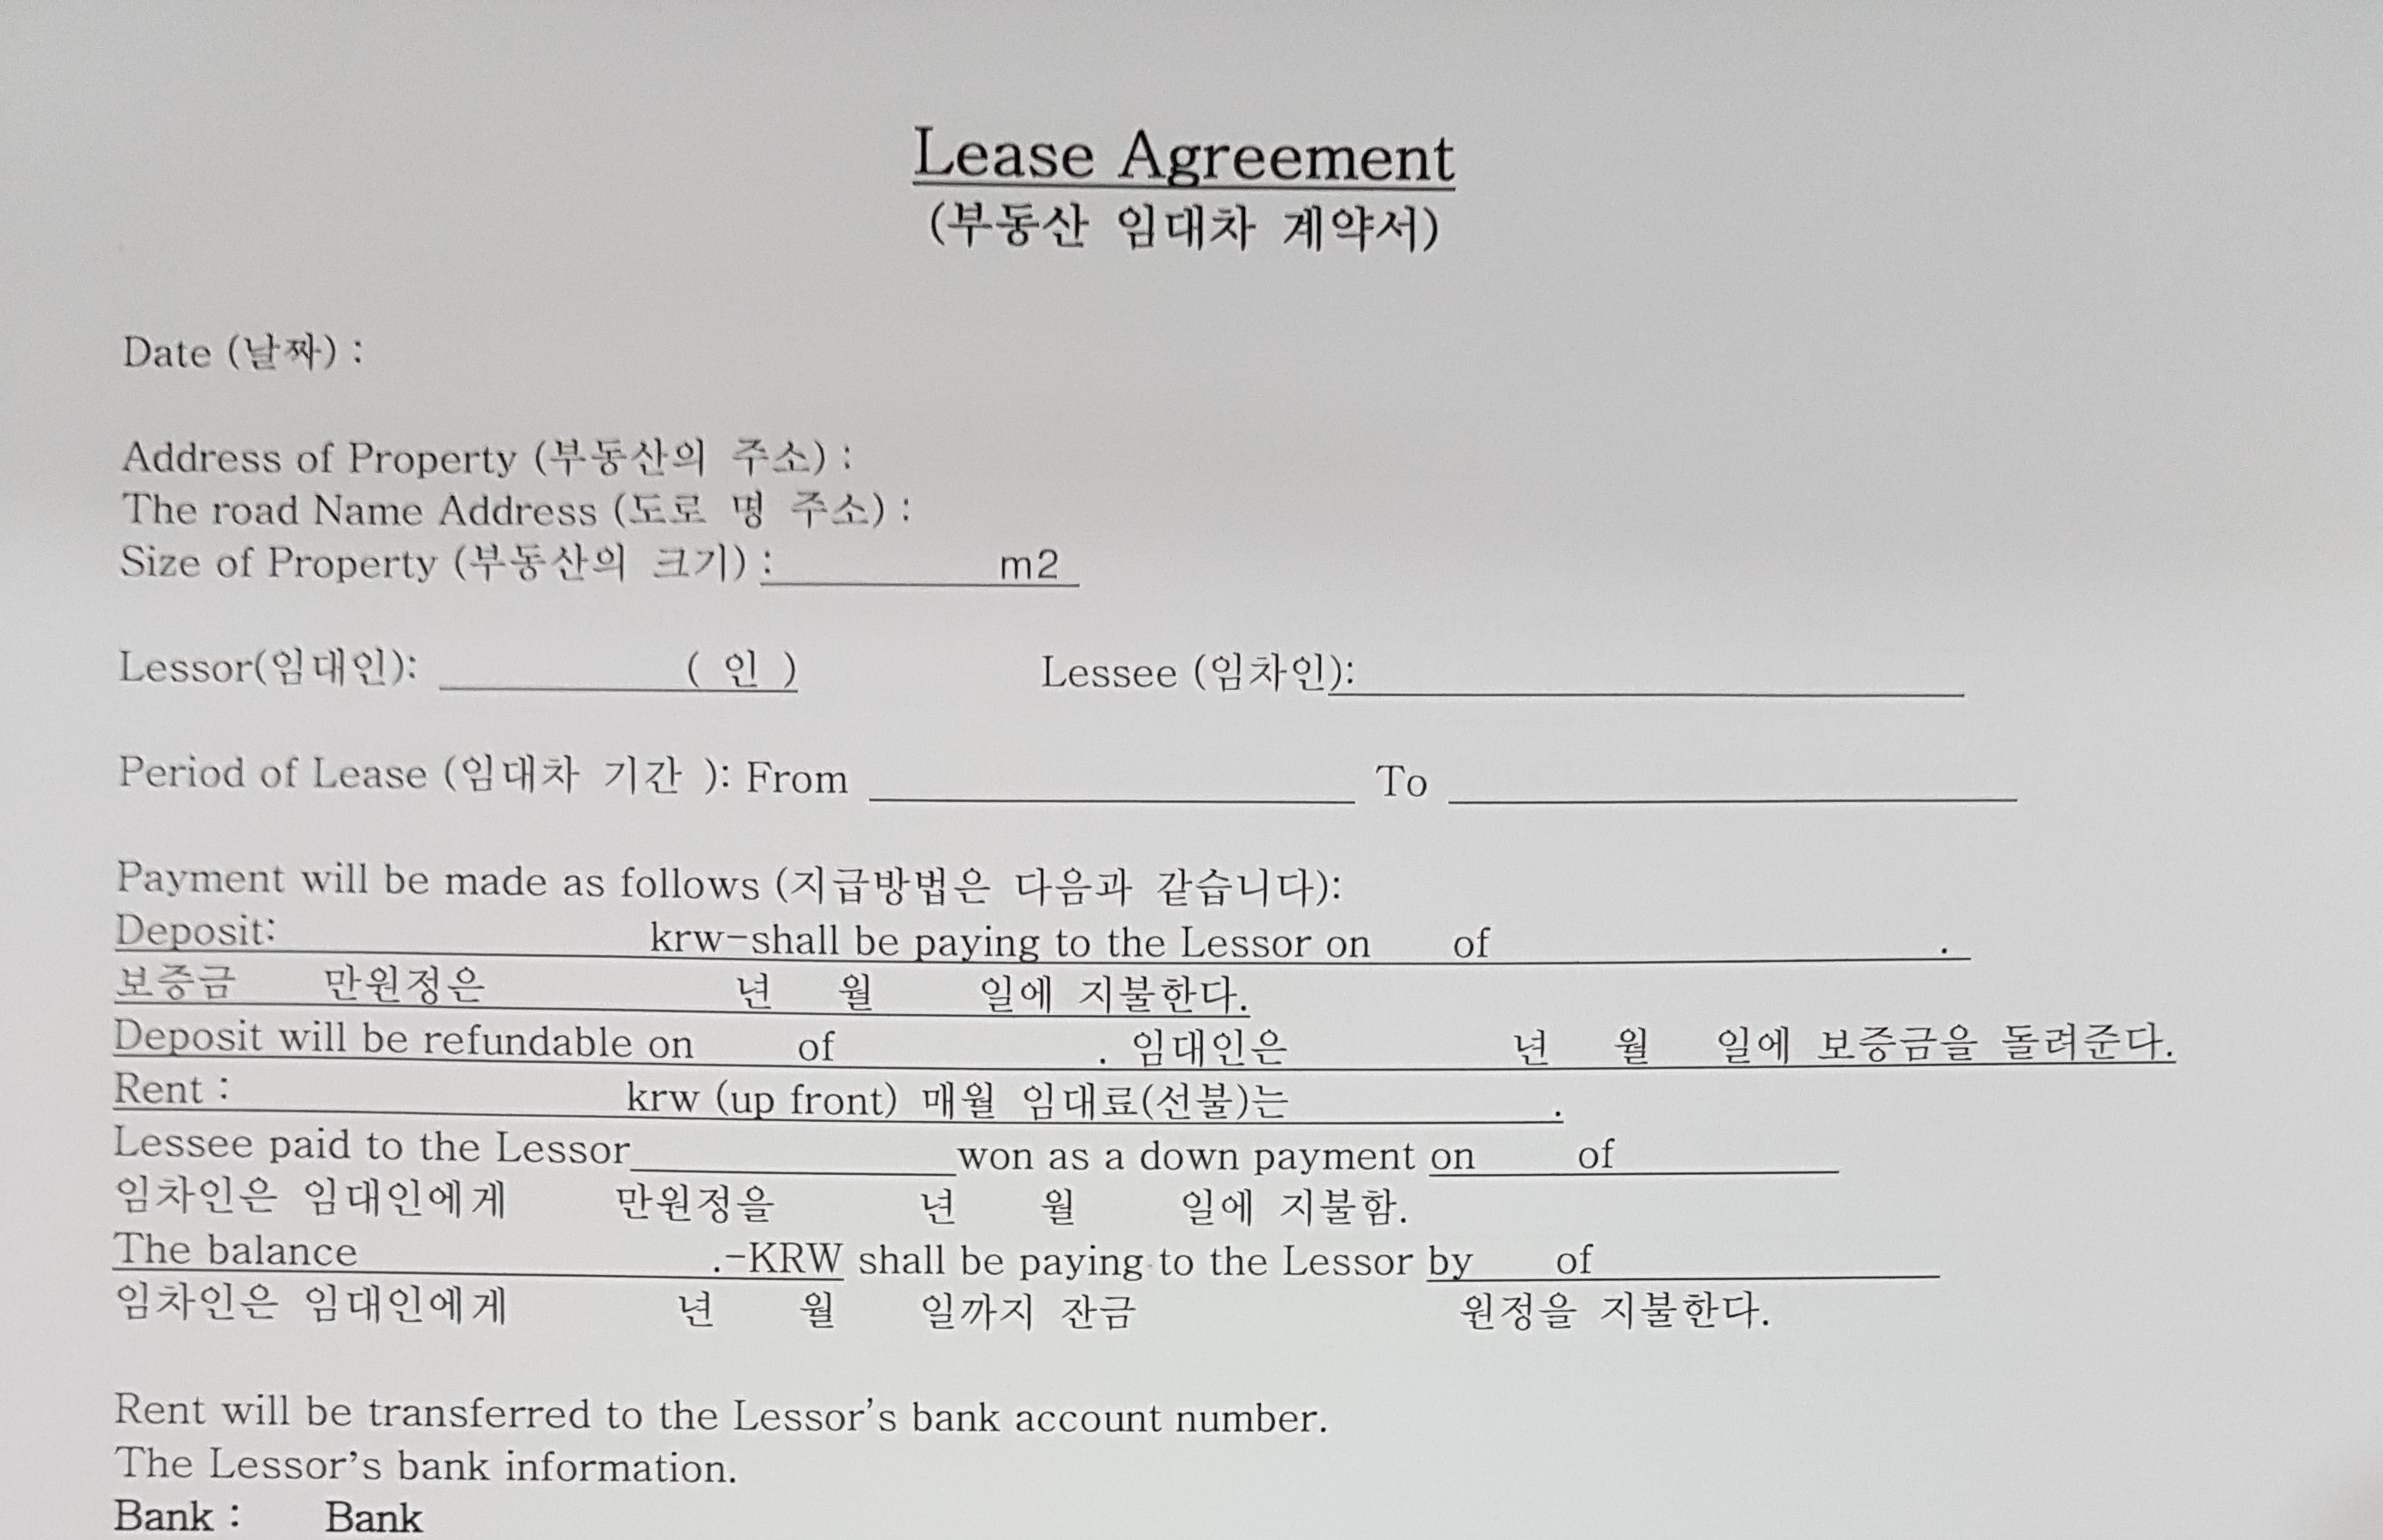 Lease Agreement
(부동산 임대차 계약서)
Date (날짜) :
Address of Property (부동산의 주소) :
The road Name Address (도로 명 주소) :
Size of Property (부동산의 크기) : m2
Lessor(임대인): ( 인 ) Lessee (임차인):
Period of Lease (임대차 기간 ): From To
Payment will be made as follows (지급방법은 다음과 같습니다):
Deposit: krw-shall be paying to the Lessor on of .
보증금 만원정은 년 월 일에 지불한다.
Deposit will be refundable on of . 임대인은 년 월 일에 보증금을 돌려준다.
Rent : krw (up front) 매월 임대료(선불)는 .
Lessee paid to the Lessor won as a down payment on of
임차인은 임대인에게 만원정을 년 월 일에 지불함.
The balance .-KRW shall be paying to the Lessor by of
임차인은 임대인에게 년 월 일까지 잔금 원정을 지불한다.
Rent will be transferred to the Lessor's bank account number.
The Lessor's bank information.
Bank : Bank